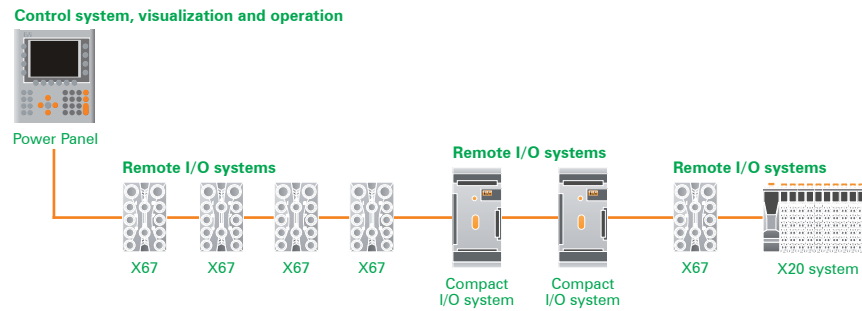 Control system, visualization and operation
Power Panel
Remote I/O systems
Remote I/O systems
Remote I/O systems
X67
X67
X67
X67
Compact
I/O system
Compact
I/O system
X67
X20 system